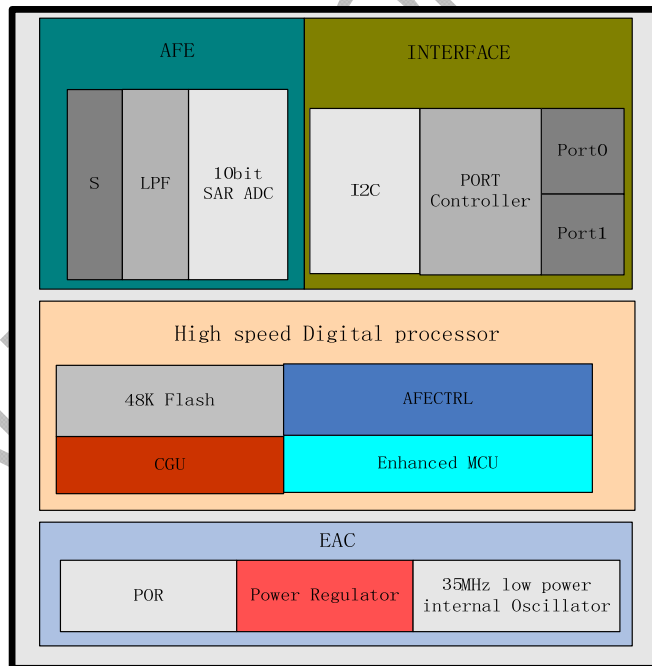 AFE
INTERFACE
S
LPF
10bit
SAR ADC
I2C
PORT
Controller
Port0
Port1
High speed Digital processor
48K Flash
AFECTRL
CGU
Enhanced MCU
EAC
POR
Power Regulator
35MHz low power
internal Oscillator